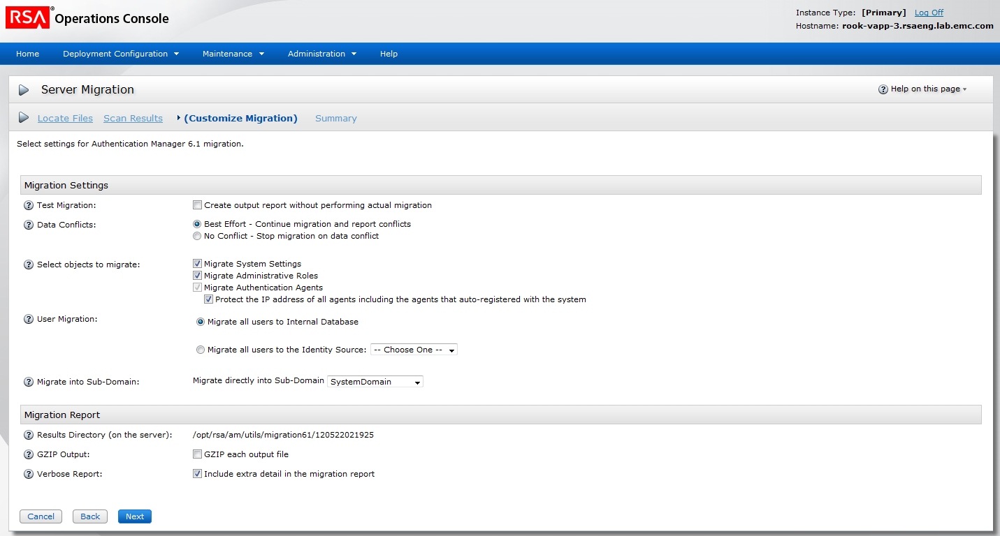 RSA® Operations Console
Instance Type: [Primary] Log Off
Hostname: rook-vapp-3.rsaeng.lab.emc.com
Home Deployment Configuration Maintenance Administration Help
Server Migration
? Help on this page
Locate Files Scan Results (Customize Migration) Summary
Select settings for Authentication Manager 6.1 migration.
Migration Settings
? Test Migration: Create output report without performing actual migration
? Data Conflicts: Best Effort - Continue migration and report conflicts
No Conflict - Stop migration on data conflict
? Select objects to migrate: Migrate System Settings
Migrate Administrative Roles
Migrate Authentication Agents
Protect the IP address of all agents including the agents that auto-registered with the system
? User Migration: Migrate all users to Internal Database
Migrate all users to the Identity Source: -- Choose One --
? Migrate into Sub-Domain: Migrate directly into Sub-Domain SystemDomain
Migration Report
? Results Directory (on the server): /opt/rsa/am/utils/migration61/120522021925
? GZIP Output: GZIP each output file
? Verbose Report: Include extra detail in the migration report
Cancel Back Next